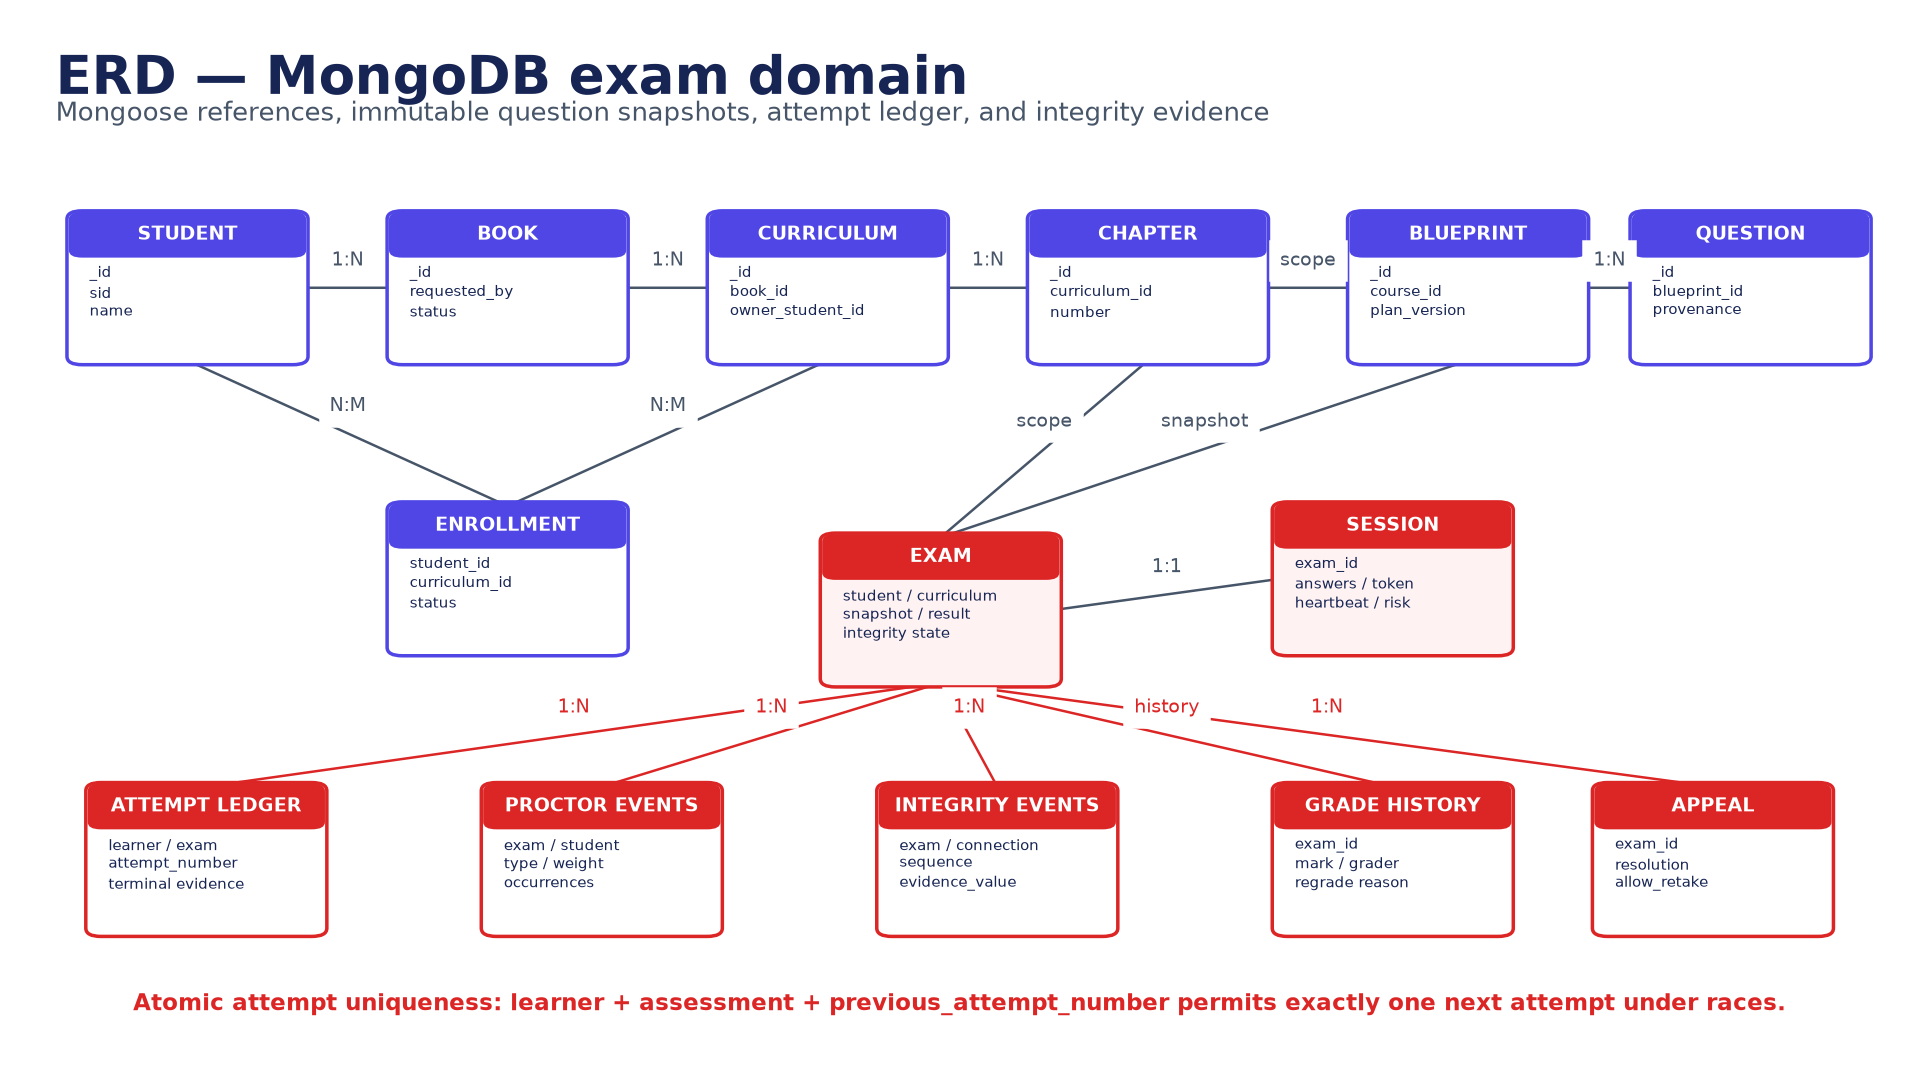 ERD — MongoDB exam domain
Mongoose references, immutable question snapshots, attempt ledger, and integrity evidence
STUDENT
_id
sid
name
1:N
BOOK
_id
requested_by
status
1:N
CURRICULUM
_id
book_id
owner_student_id
1:N
CHAPTER
_id
curriculum_id
number
scope
BLUEPRINT
_id
course_id
plan_version
1:N
QUESTION
_id
blueprint_id
provenance
N:M
N:M
scope
snapshot
ENROLLMENT
student_id
curriculum_id
status
EXAM
student / curriculum
snapshot / result
integrity state
1:1
SESSION
exam_id
answers / token
heartbeat / risk
1:N
1:N
1:N
history
1:N
ATTEMPT LEDGER
learner / exam
attempt_number
terminal evidence
PROCTOR EVENTS
exam / student
type / weight
occurrences
INTEGRITY EVENTS
exam / connection
sequence
evidence_value
GRADE HISTORY
exam_id
mark / grader
regrade reason
APPEAL
exam_id
resolution
allow_retake
Atomic attempt uniqueness: learner + assessment + previous_attempt_number permits exactly one next attempt under races.